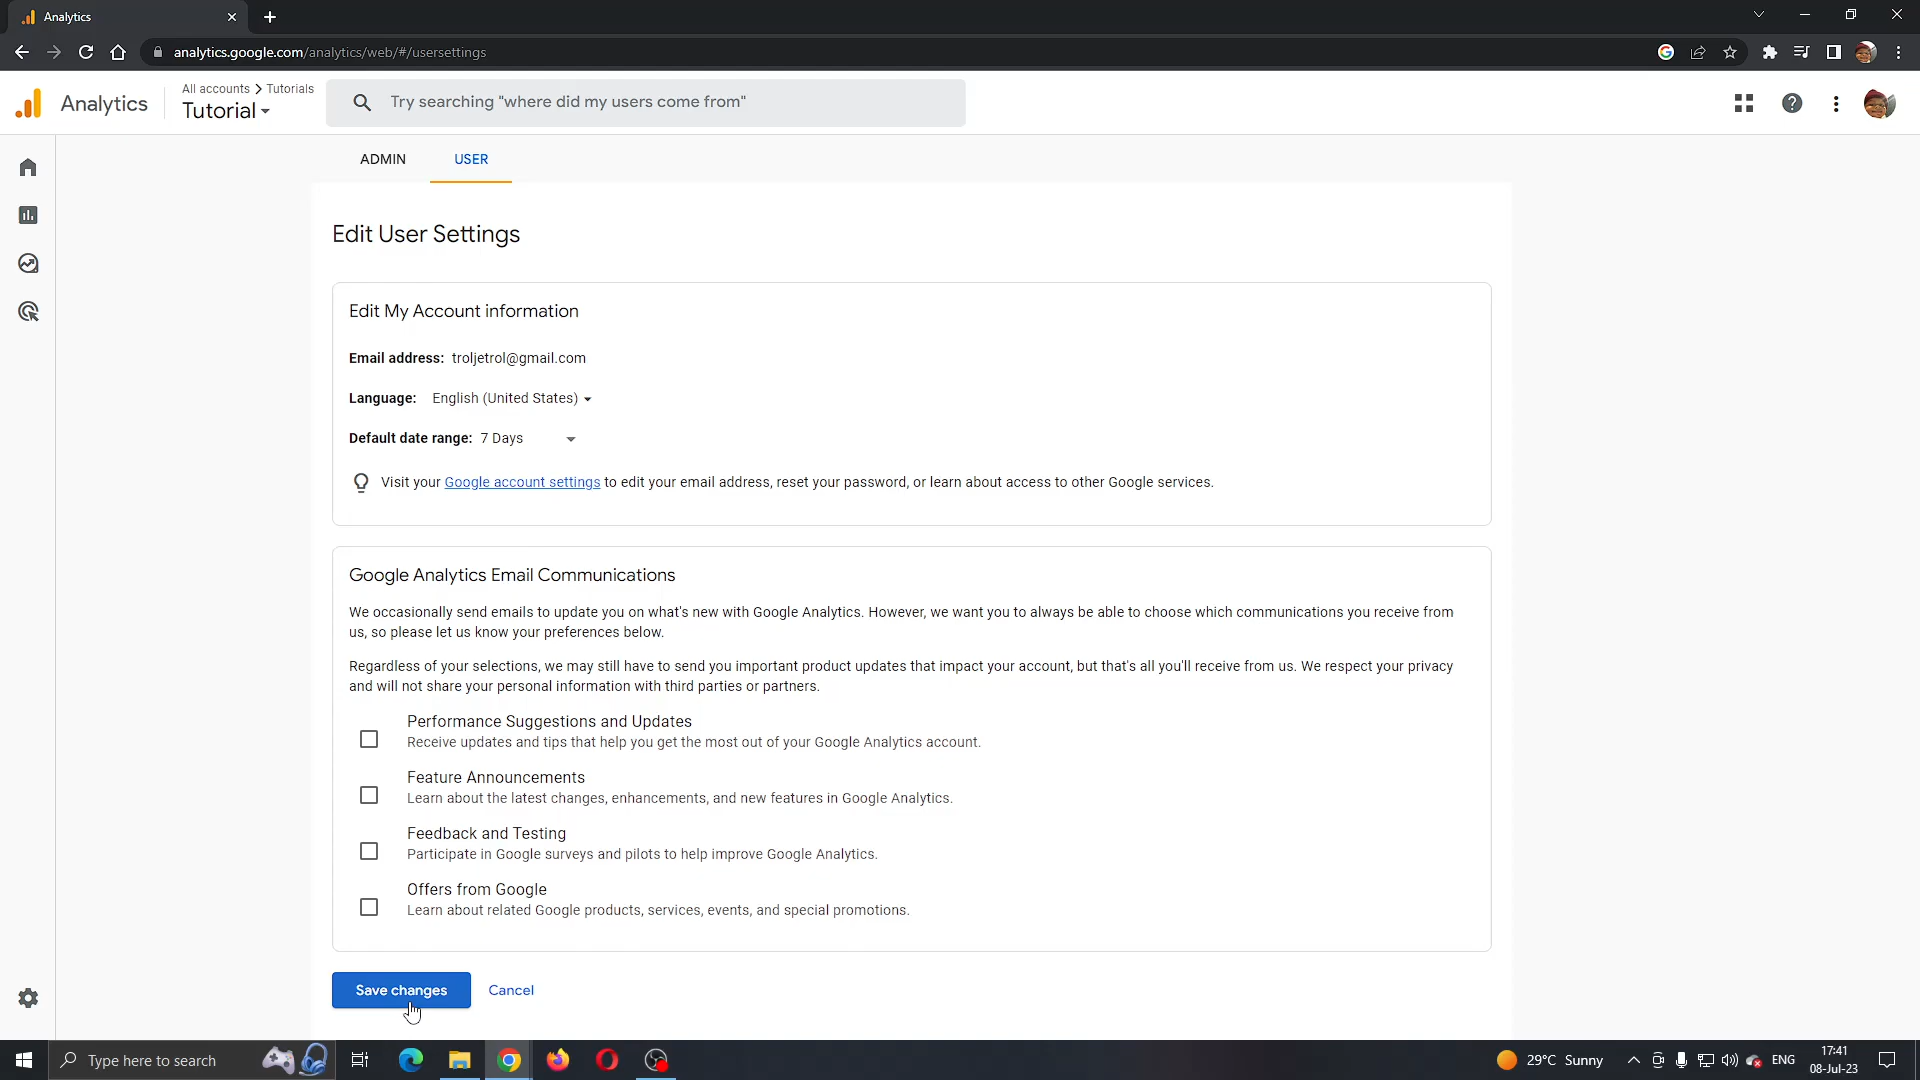 Analytics
analytics.google.com/analytics/web/#/usersettings
Analytics
All accounts > Tutorials
Tutorial
Try searching "where did my users come from"
ADMIN USER
Edit User Settings
Edit My Account information
Email address: troljetrol@gmail.com
Language: English (United States)
Default date range: 7 Days
Visit your Google account settings to edit your email address, reset your password, or learn about access to other Google services.
Google Analytics Email Communications
We occasionally send emails to update you on what's new with Google Analytics. However, we want you to always be able to choose which communications you receive from
us, so please let us know your preferences below.
Regardless of your selections, we may still have to send you important product updates that impact your account, but that's all you'll receive from us. We respect your privacy
and will not share your personal information with third parties or partners.
Performance Suggestions and Updates
Receive updates and tips that help you get the most out of your Google Analytics account.
Feature Announcements
Learn about the latest changes, enhancements, and new features in Google Analytics.
Feedback and Testing
Participate in Google surveys and pilots to help improve Google Analytics.
Offers from Google
Learn about related Google products, services, events, and special promotions.
Save changes Cancel
Type here to search
29°C Sunny
ENG
17:41
08-Jul-23